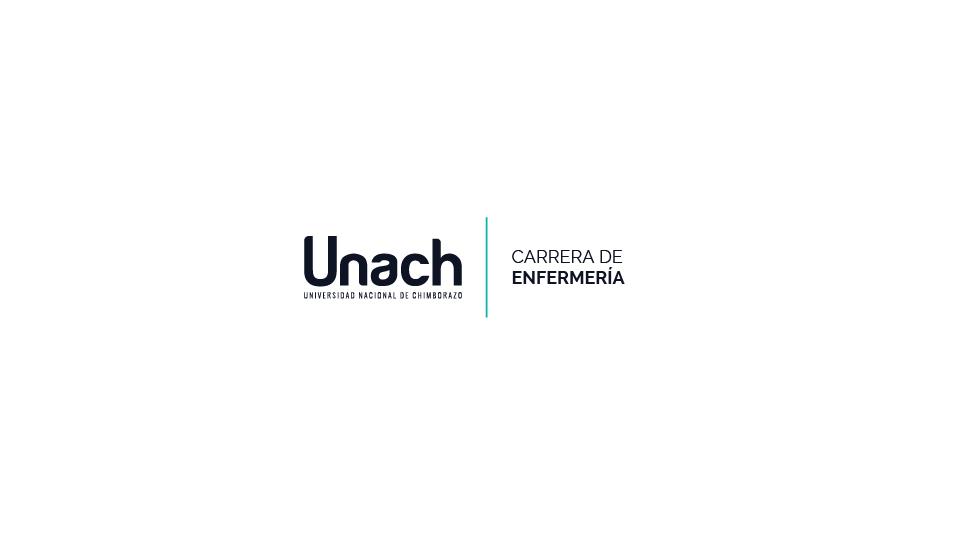 Unach
UNIVERSIDAD NACIONAL DE CHIMBORAZO
CARRERA DE
ENFERMERÍA